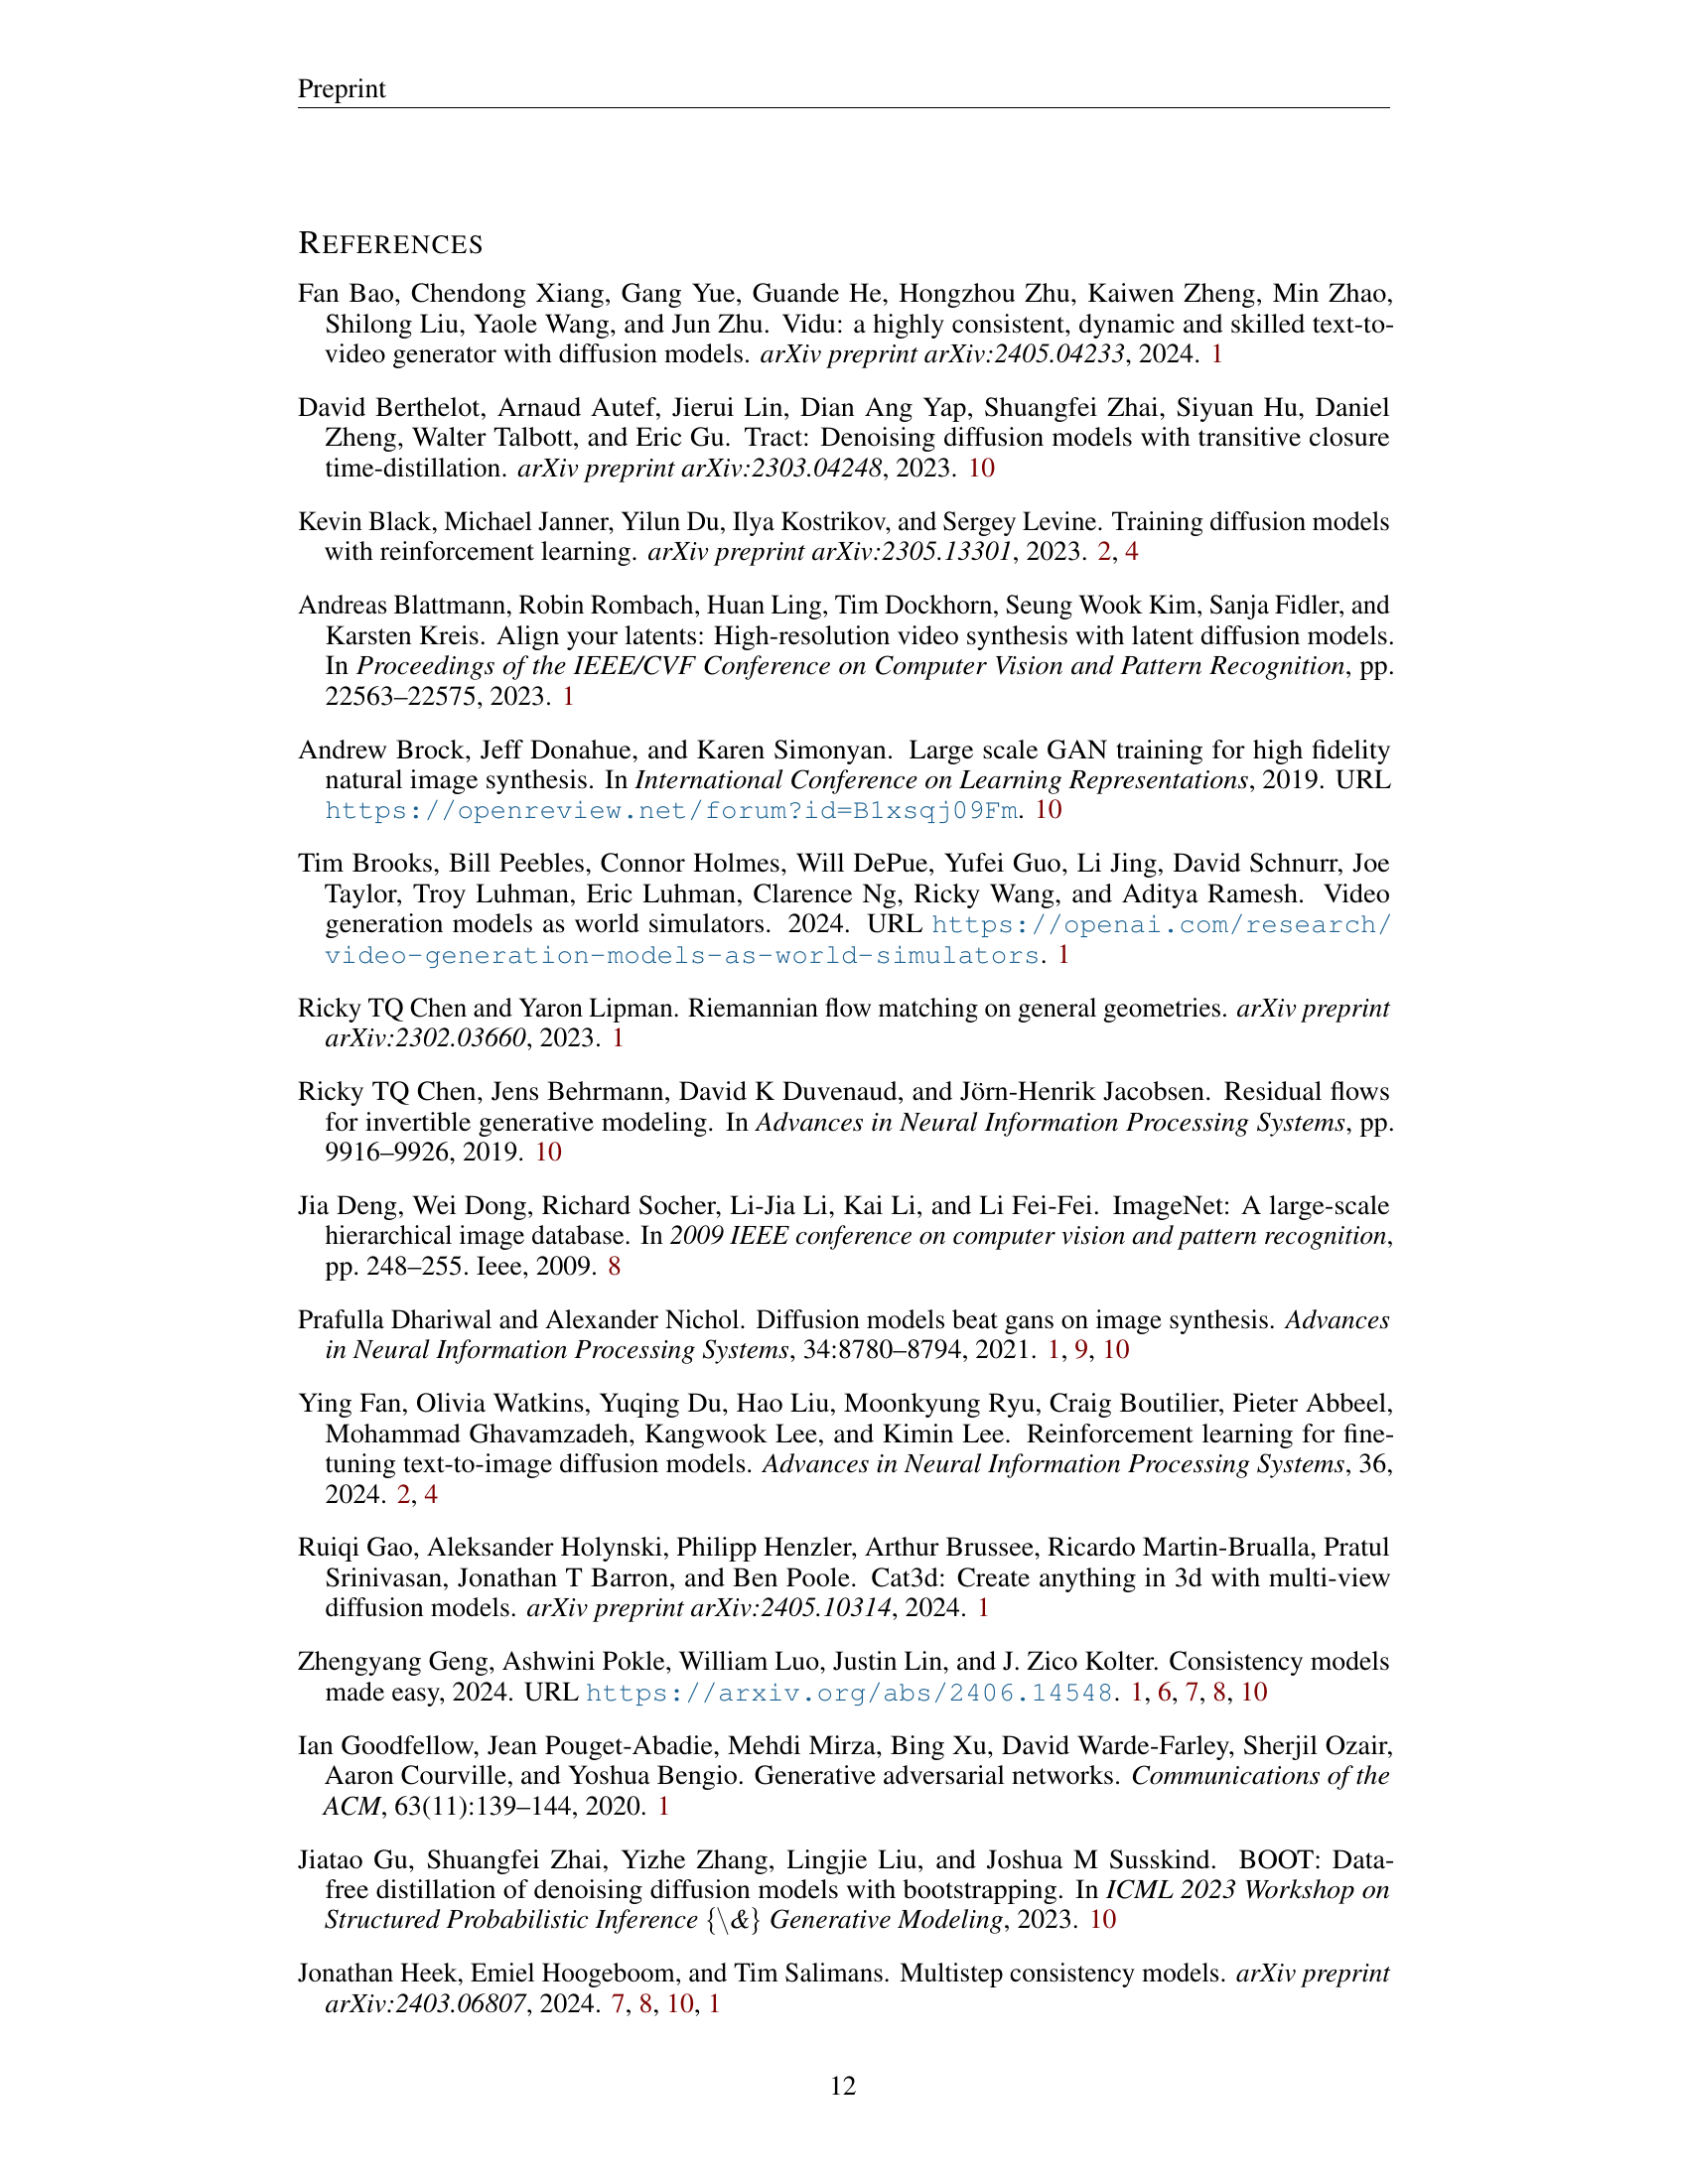 Preprint
REFERENCES
Fan Bao, Chendong Xiang, Gang Yue, Guande He, Hongzhou Zhu, Kaiwen Zheng, Min Zhao,
Shilong Liu, Yaole Wang, and Jun Zhu. Vidu: a highly consistent, dynamic and skilled text-to-
video generator with diffusion models. arXiv preprint arXiv:2405.04233, 2024. 1
David Berthelot, Arnaud Autef, Jierui Lin, Dian Ang Yap, Shuangfei Zhai, Siyuan Hu, Daniel
Zheng, Walter Talbott, and Eric Gu. Tract: Denoising diffusion models with transitive closure
time-distillation. arXiv preprint arXiv:2303.04248, 2023. 10
Kevin Black, Michael Janner, Yilun Du, Ilya Kostrikov, and Sergey Levine. Training diffusion models
with reinforcement learning. arXiv preprint arXiv:2305.13301, 2023. 2, 4
Andreas Blattmann, Robin Rombach, Huan Ling, Tim Dockhorn, Seung Wook Kim, Sanja Fidler, and
Karsten Kreis. Align your latents: High-resolution video synthesis with latent diffusion models.
In Proceedings of the IEEE/CVF Conference on Computer Vision and Pattern Recognition, pp.
22563–22575, 2023. 1
Andrew Brock, Jeff Donahue, and Karen Simonyan. Large scale GAN training for high fidelity
natural image synthesis. In International Conference on Learning Representations, 2019. URL
https://openreview.net/forum?id=B1xsqj09Fm. 10
Tim Brooks, Bill Peebles, Connor Holmes, Will DePue, Yufei Guo, Li Jing, David Schnurr, Joe
Taylor, Troy Luhman, Eric Luhman, Clarence Ng, Ricky Wang, and Aditya Ramesh. Video
generation models as world simulators. 2024. URL https://openai.com/research/
video-generation-models-as-world-simulators. 1
Ricky TQ Chen and Yaron Lipman. Riemannian flow matching on general geometries. arXiv preprint
arXiv:2302.03660, 2023. 1
Ricky TQ Chen, Jens Behrmann, David K Duvenaud, and Jörn-Henrik Jacobsen. Residual flows
for invertible generative modeling. In Advances in Neural Information Processing Systems, pp.
9916–9926, 2019. 10
Jia Deng, Wei Dong, Richard Socher, Li-Jia Li, Kai Li, and Li Fei-Fei. ImageNet: A large-scale
hierarchical image database. In 2009 IEEE conference on computer vision and pattern recognition,
pp. 248–255. Ieee, 2009. 8
Prafulla Dhariwal and Alexander Nichol. Diffusion models beat gans on image synthesis. Advances
in Neural Information Processing Systems, 34:8780–8794, 2021. 1, 9, 10
Ying Fan, Olivia Watkins, Yuqing Du, Hao Liu, Moonkyung Ryu, Craig Boutilier, Pieter Abbeel,
Mohammad Ghavamzadeh, Kangwook Lee, and Kimin Lee. Reinforcement learning for fine-
tuning text-to-image diffusion models. Advances in Neural Information Processing Systems, 36,
2024. 2, 4
Ruiqi Gao, Aleksander Holynski, Philipp Henzler, Arthur Brussee, Ricardo Martin-Brualla, Pratul
Srinivasan, Jonathan T Barron, and Ben Poole. Cat3d: Create anything in 3d with multi-view
diffusion models. arXiv preprint arXiv:2405.10314, 2024. 1
Zhengyang Geng, Ashwini Pokle, William Luo, Justin Lin, and J. Zico Kolter. Consistency models
made easy, 2024. URL https://arxiv.org/abs/2406.14548. 1, 6, 7, 8, 10
Ian Goodfellow, Jean Pouget-Abadie, Mehdi Mirza, Bing Xu, David Warde-Farley, Sherjil Ozair,
Aaron Courville, and Yoshua Bengio. Generative adversarial networks. Communications of the
ACM, 63(11):139–144, 2020. 1
Jiatao Gu, Shuangfei Zhai, Yizhe Zhang, Lingjie Liu, and Joshua M Susskind. BOOT: Data-
free distillation of denoising diffusion models with bootstrapping. In ICML 2023 Workshop on
Structured Probabilistic Inference {\&} Generative Modeling, 2023. 10
Jonathan Heek, Emiel Hoogeboom, and Tim Salimans. Multistep consistency models. arXiv preprint
arXiv:2403.06807, 2024. 7, 8, 10, 1
12